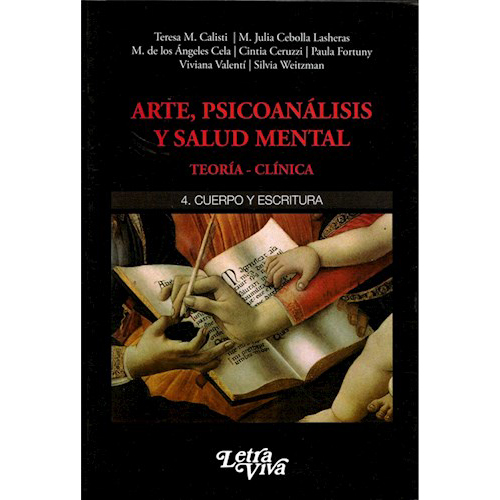 Teresa M. Calisti | M. Julia Cebolla Lasheras
M. de los Ángeles Cela | Cintia Ceruzzi | Paula Fortuny
Viviana Valentí | Silvia Weitzman
ARTE, PSICOANÁLISIS
Y SALUD MENTAL
TEORÍA - CLÍNICA
4. CUERPO Y ESCRITURA
Magnificat
Letra
Viva